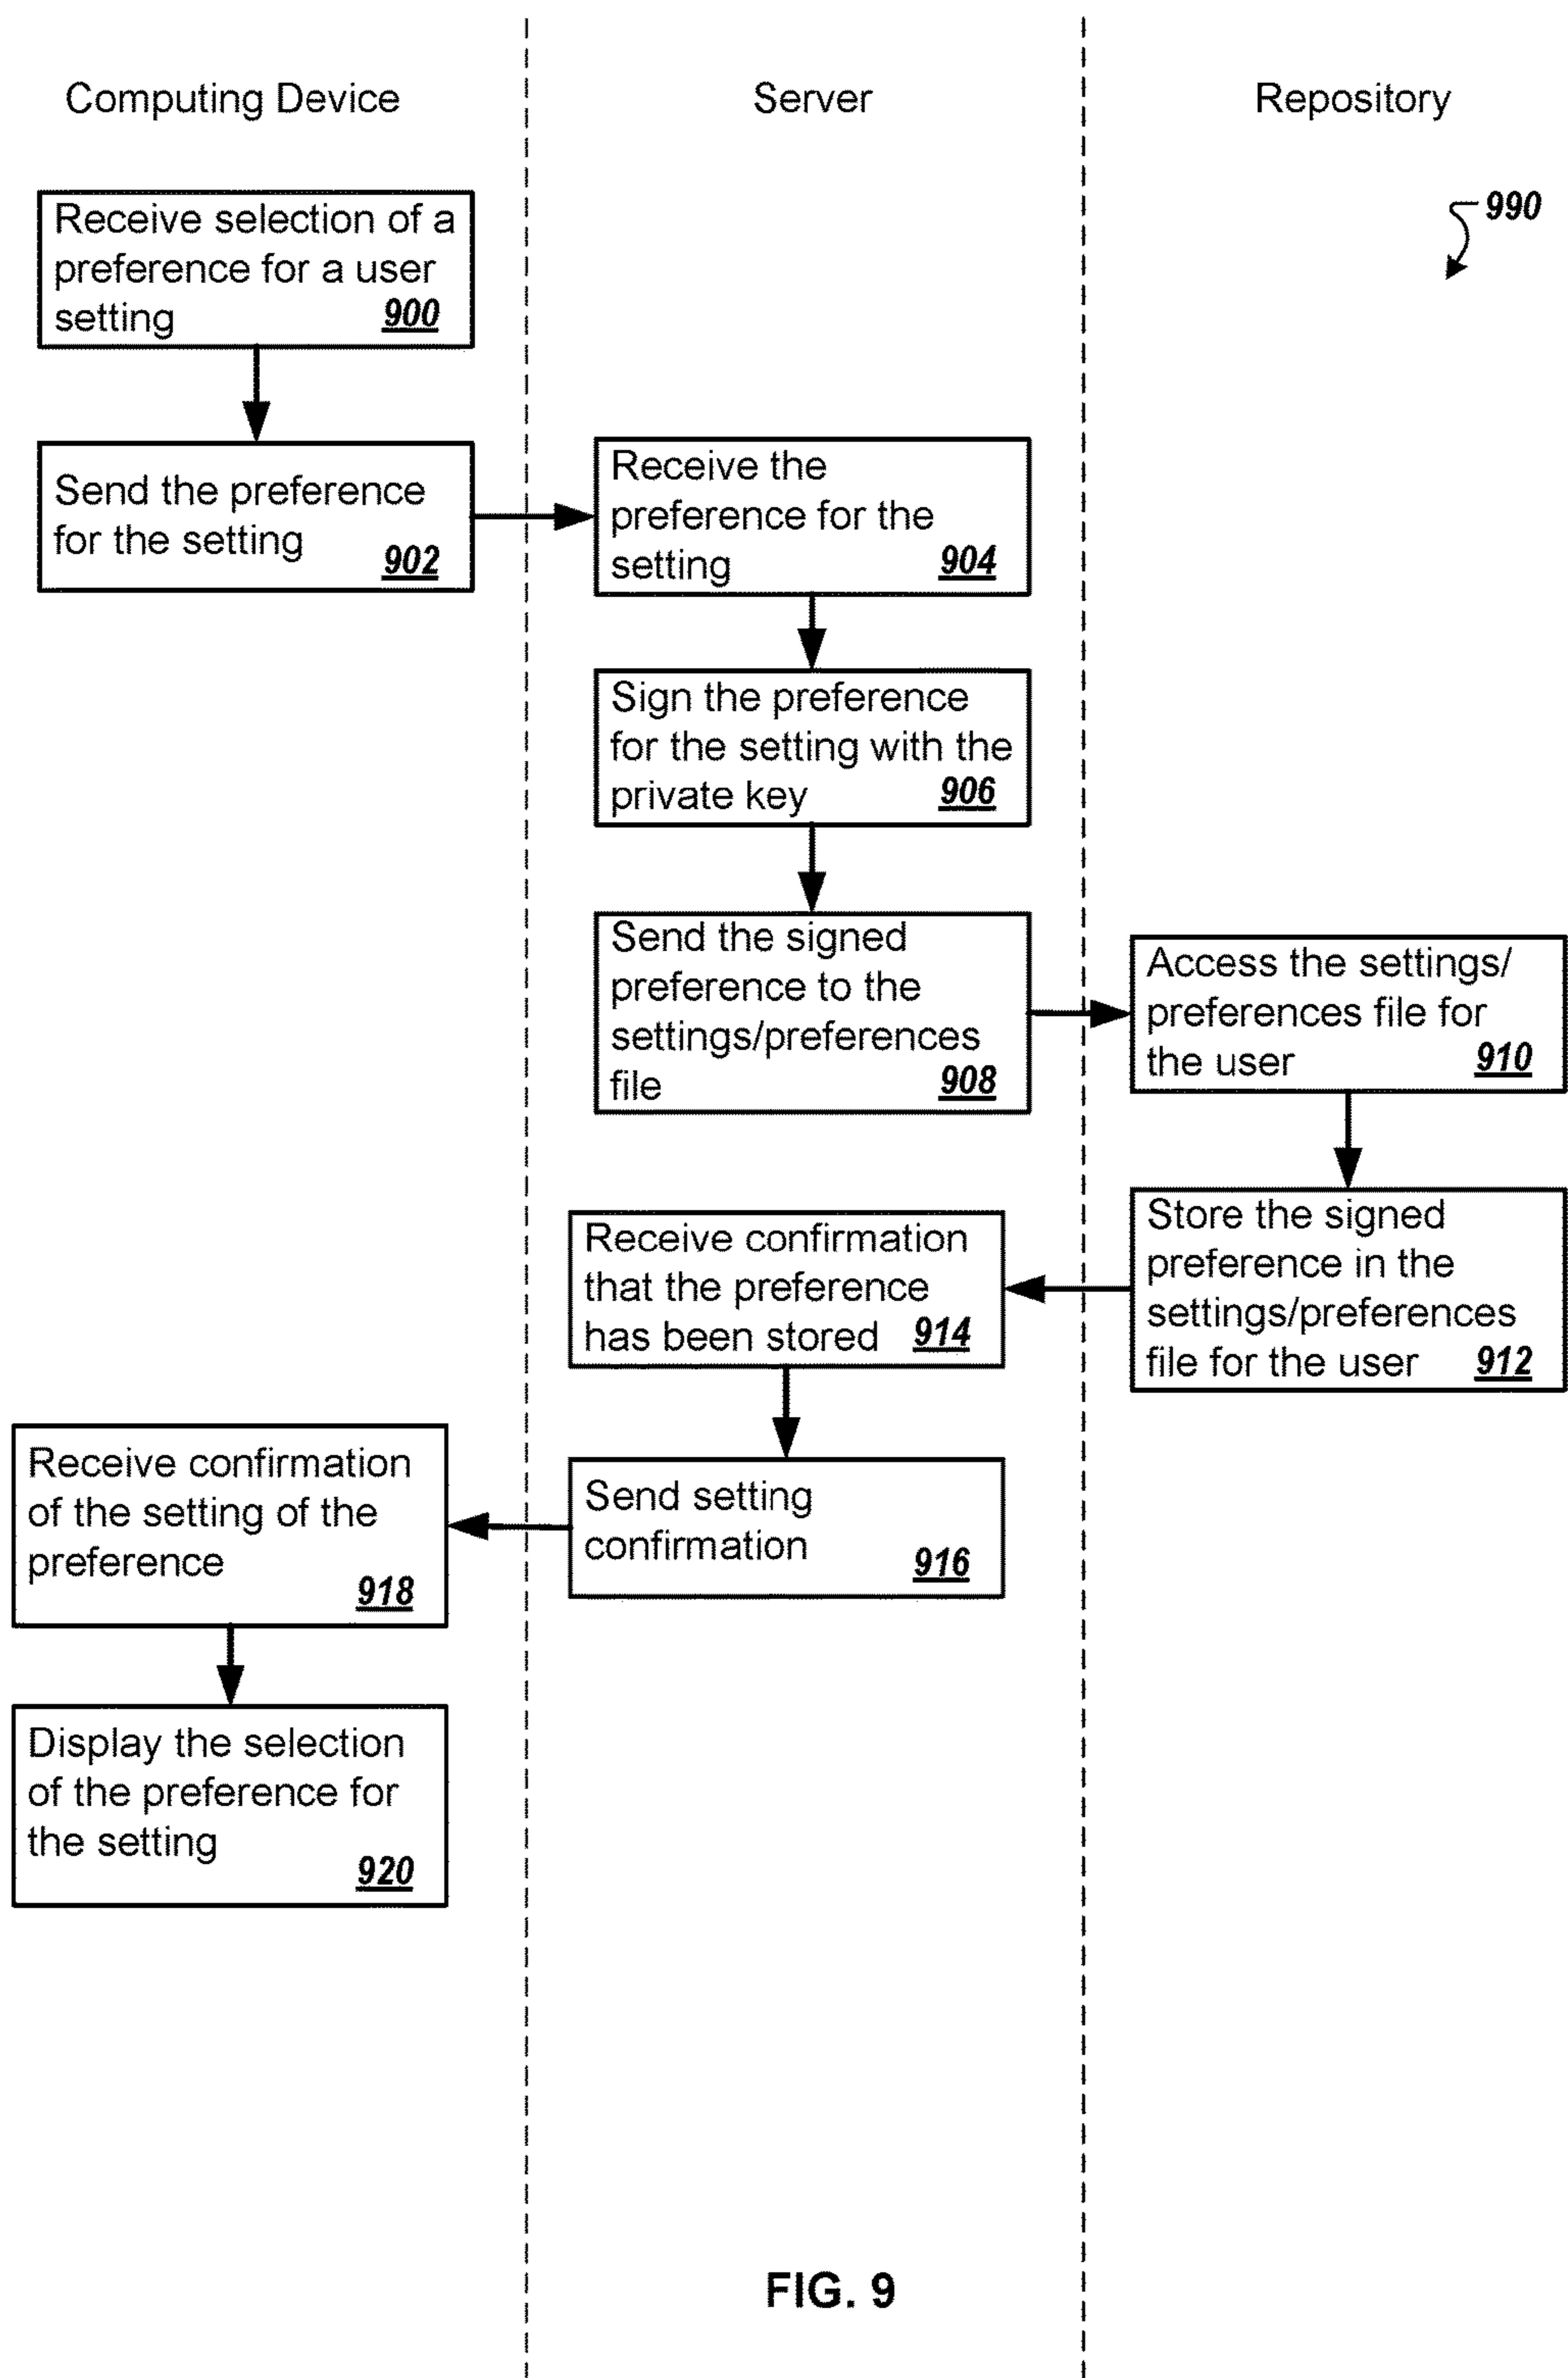 Computing Device
Server
Repository
990
Receive selection of a
preference for a user
setting 900
Send the preference
for the setting
902
Receive the
preference for the
setting 904
Sign the preference
for the setting with the
private key 906
Send the signed
preference to the
settings/preferences
file 908
Access the settings/
preferences file for
the user 910
Store the signed
preference in the
settings/preferences
file for the user 912
Receive confirmation
that the preference
has been stored 914
Send setting
confirmation
916
Receive confirmation
of the setting of the
preference
918
Display the selection
of the preference for
the setting
920
FIG. 9